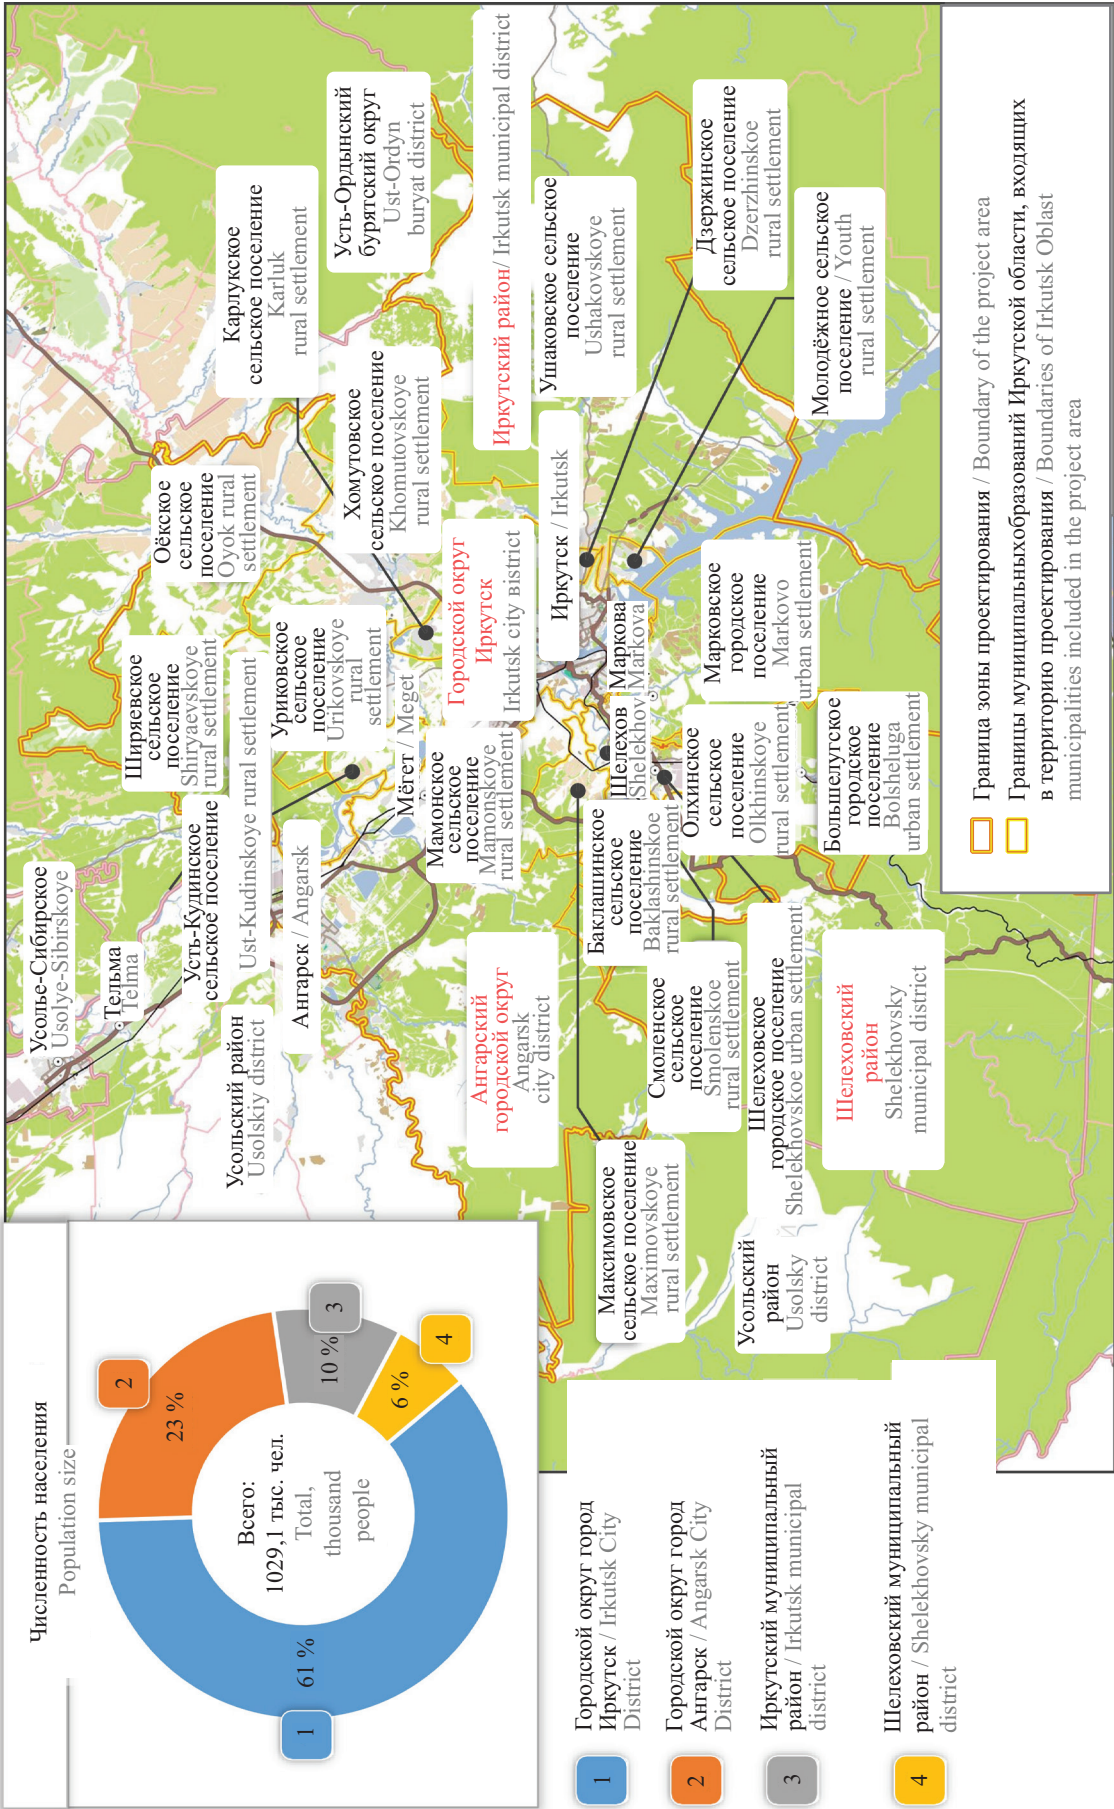 Численность населения
Population size
1
61 %
2
23 %
3
10 %
4
6 %
Всего:
1029,1 тыс. чел.
Total,
thousand
people
1
Городской округ город
Иркутск / Irkutsk City
District
2
Городской округ город
Ангарск / Angarsk City
District
3
Иркутский муниципальный
район / Irkutsk municipal
district
4
Шелеховский муниципальный
район / Shelekhovsky municipal
district
Усолье-Сибирское
Usolye-Sibirskoye
Тельма
Telma
Усть-Кудинское
сельское поселение
Ust-Kudinskoye rural settlement
Усольский район
Usolskiy district
Ангарск / Angarsk
Ширяевское
сельское
поселение
Shiryaevskoye
rural settlement
Оёкское
сельское
поселение
Oyok rural
settlement
Карлукское
сельское поселение
Karluk
rural settlement
Усть-Ордынский
бурятский округ
Ust-Ordyn
buryat district
Уриковское
сельское
поселение
Urikovskoye
rural
settlement
Хомутовское
сельское поселение
Khomutovskoye
rural settlement
Мегет / Meget
Мамонское
сельское
поселение
Mamonskoye
rural settlement
Городской округ
Иркутск
Irkutsk city вistrict
Иркутский район/ Irkutsk municipal district
Ангарский
городской округ
Angarsk
city district
Иркутск / Irkutsk
Ушаковское сельское
поселение
Ushakovskoye
rural settlement
Дзержинское
сельское поселение
Dzerzhinskoe
rural settlement
Молодёжное сельское
поселение / Youth
rural settlement
Маркова
Markova
Шелехов
Shelekhov
Марковское
городское
поселение
Markovo
urban settlement
Баклашинское
сельское
поселение
Baklashinskoe
rural settlement
Олхинское
сельское
поселение
Olkhinskoye
rural settlement
Большелугское
городское
поселение
Bolsheluga
urban settlement
Максимовское
сельское поселение
Maximovskoye
rural settlement
Смоленское
сельское
поселение
Smolenskoe
rural settlement
Шелеховское
городское поселение
Shelekhovskoe urban settlement
Усольский
район
Usolsky
district
Шелеховский
район
Shelekhovsky
municipal district
Граница зоны проектирования / Boundary of the project area
Границы муниципальныхобразований Иркутской области, входящих
в территорию проектирования / Boundaries of Irkutsk Oblast
municipalities included in the project area